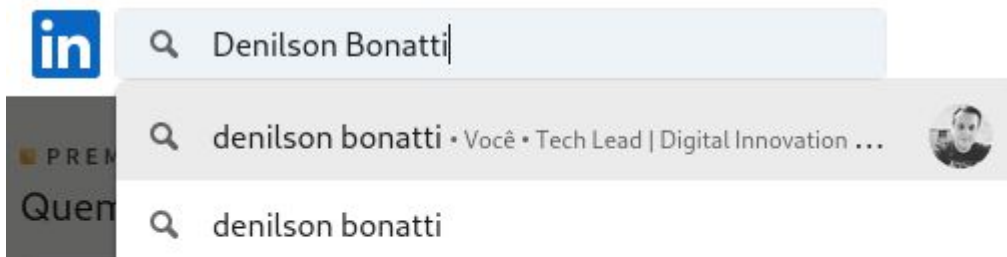 in Denilson Bonatti
denilson bonatti • Você • Tech Lead | Digital Innovation ...
PREM
Quem
denilson bonatti